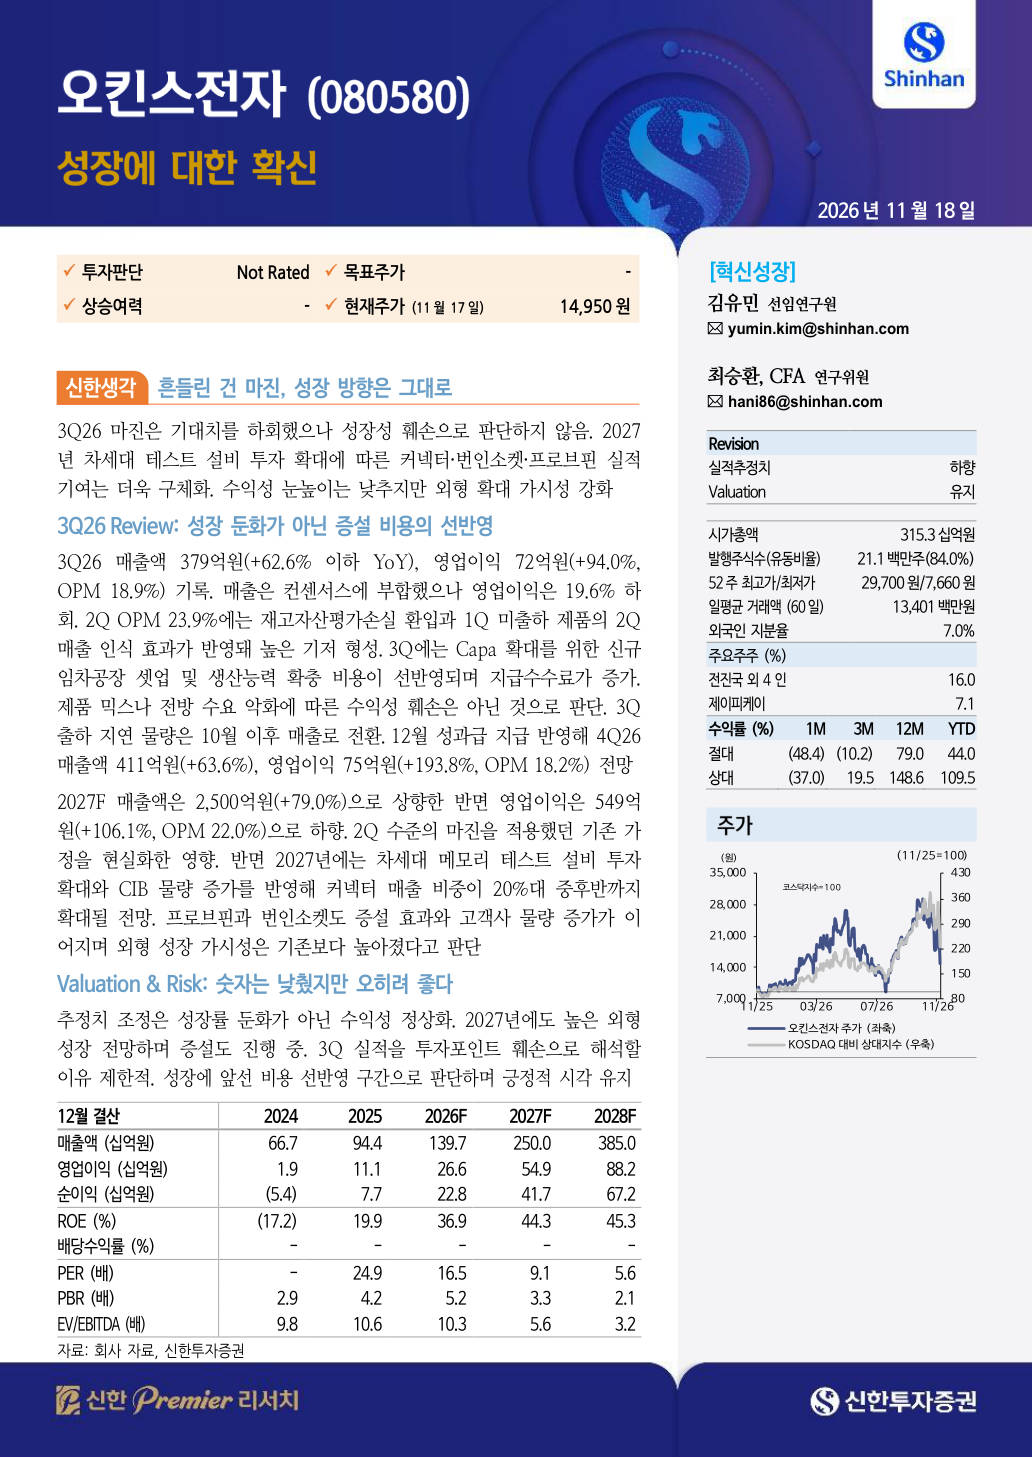 오킨스전자 (080580)
성장에 대한 확신
Shinhan
2026년 11월 18일
투자판단 Not Rated 목표주가 -
상승여력 - 현재주가 (11월 17일) 14,950 원
신한생각 흔들린 건 마진, 성장 방향은 그대로
3Q26 마진은 기대치를 하회했으나 성장성 훼손으로 판단하지 않음. 2027
년 차세대 테스트 설비 투자 확대에 따른 커넥터·번인소켓·프로브핀 실적
기여는 더욱 구체화. 수익성 눈높이는 낮추지만 외형 확대 가시성 강화
3Q26 Review: 성장 둔화가 아닌 증설 비용의 선반영
3Q26 매출액 379억원(+62.6% 이하 YoY), 영업이익 72억원(+94.0%,
OPM 18.9%) 기록. 매출은 컨센서스에 부합했으나 영업이익은 19.6% 하
회. 2Q OPM 23.9%에는 재고자산평가손실 환입과 1Q 미출하 제품의 2Q
매출 인식 효과가 반영돼 높은 기저 형성. 3Q에는 Capa 확대를 위한 신규
임차공장 셋업 및 생산능력 확충 비용이 선반영되며 지급수수료가 증가.
제품 믹스나 전방 수요 악화에 따른 수익성 훼손은 아닌 것으로 판단. 3Q
출하 지연 물량은 10월 이후 매출로 전환. 12월 성과급 지급 반영해 4Q26
매출액 411억원(+63.6%), 영업이익 75억원(+193.8%, OPM 18.2%) 전망
2027F 매출액은 2,500억원(+79.0%)으로 상향한 반면 영업이익은 549억
원(+106.1%, OPM 22.0%)으로 하향. 2Q 수준의 마진을 적용했던 기존 가
정을 현실화한 영향. 반면 2027년에는 차세대 메모리 테스트 설비 투자
확대와 CIB 물량 증가를 반영해 커넥터 매출 비중이 20%대 중후반까지
확대될 전망. 프로브핀과 번인소켓도 증설 효과와 고객사 물량 증가가 이
어지며 외형 성장 가시성은 기존보다 높아졌다고 판단
Valuation & Risk: 숫자는 낮췄지만 오히려 좋다
추정치 조정은 성장률 둔화가 아닌 수익성 정상화. 2027년에도 높은 외형
성장 전망하며 증설도 진행 중. 3Q 실적을 투자포인트 훼손으로 해석할
이유 제한적. 성장에 앞선 비용 선반영 구간으로 판단하며 긍정적 시각 유지
12월 결산 2024 2025 2026F 2027F 2028F
매출액 (십억원) 66.7 94.4 139.7 250.0 385.0
영업이익 (십억원) 1.9 11.1 26.6 54.9 88.2
순이익 (십억원) (5.4) 7.7 22.8 41.7 67.2
ROE (%) (17.2) 19.9 36.9 44.3 45.3
배당수익률 (%) – – – – –
PER (배) – 24.9 16.5 9.1 5.6
PBR (배) 2.9 4.2 5.2 3.3 2.1
EV/EBITDA (배) 9.8 10.6 10.3 5.6 3.2
자료: 회사 자료, 신한투자증권
[혁신성장]
김유민 선임연구원
yumin.kim@shinhan.com
최승환, CFA 연구위원
hani86@shinhan.com
Revision
실적추정치 하향
Valuation 유지
시가총액 315.3 십억원
발행주식수(유동비율) 21.1 백만주(84.0%)
52 주 최고가/최저가 29,700 원/7,660 원
일평균 거래액 (60 일) 13,401 백만원
외국인 지분율 7.0%
주요주주 (%)
전진국 외 4 인 16.0
제이피케이 7.1
수익률 (%) 1M 3M 12M YTD
절대 (48.4) (10.2) 79.0 44.0
상대 (37.0) 19.5 148.6 109.5
주가
(원) (11/25=100)
35,000 430
코스닥지수=100
28,000 360
21,000 290
220
14,000 150
7,000 80
11/25 03/26 07/26 11/26
오킨스전자 주가 (좌축)
KOSDAQ 대비 상대지수 (우축)
신한 Premier 리서치
신한투자증권